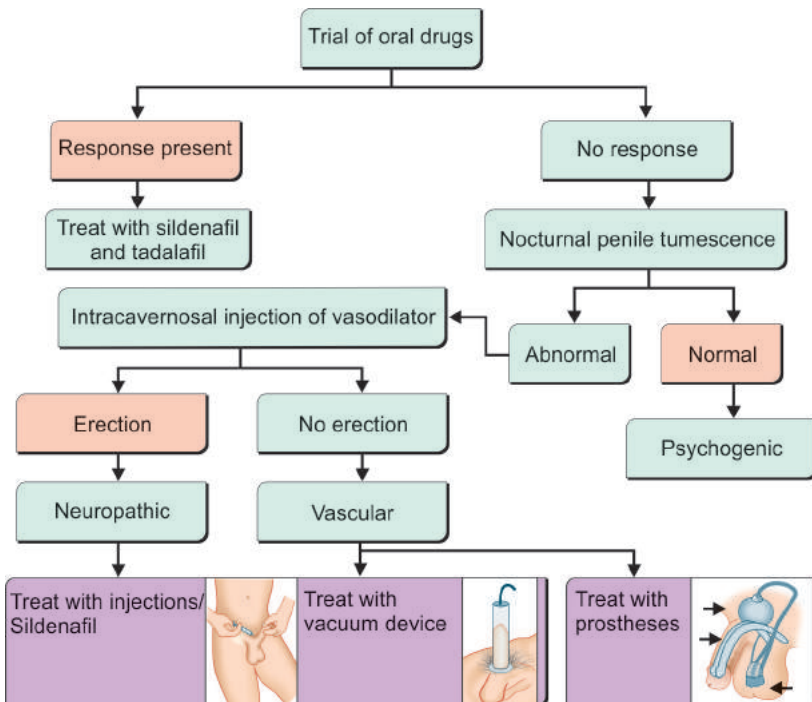 Trial of oral drugs
Response present
No response
Treat with sildenafil
and tadalafil
Nocturnal penile tumescence
Intracavernosal injection of vasodilator
Abnormal
Normal
Erection
No erection
Psychogenic
Neuropathic
Vascular
Treat with injections/
Sildenafil
Treat with
vacuum device
Treat with
prostheses